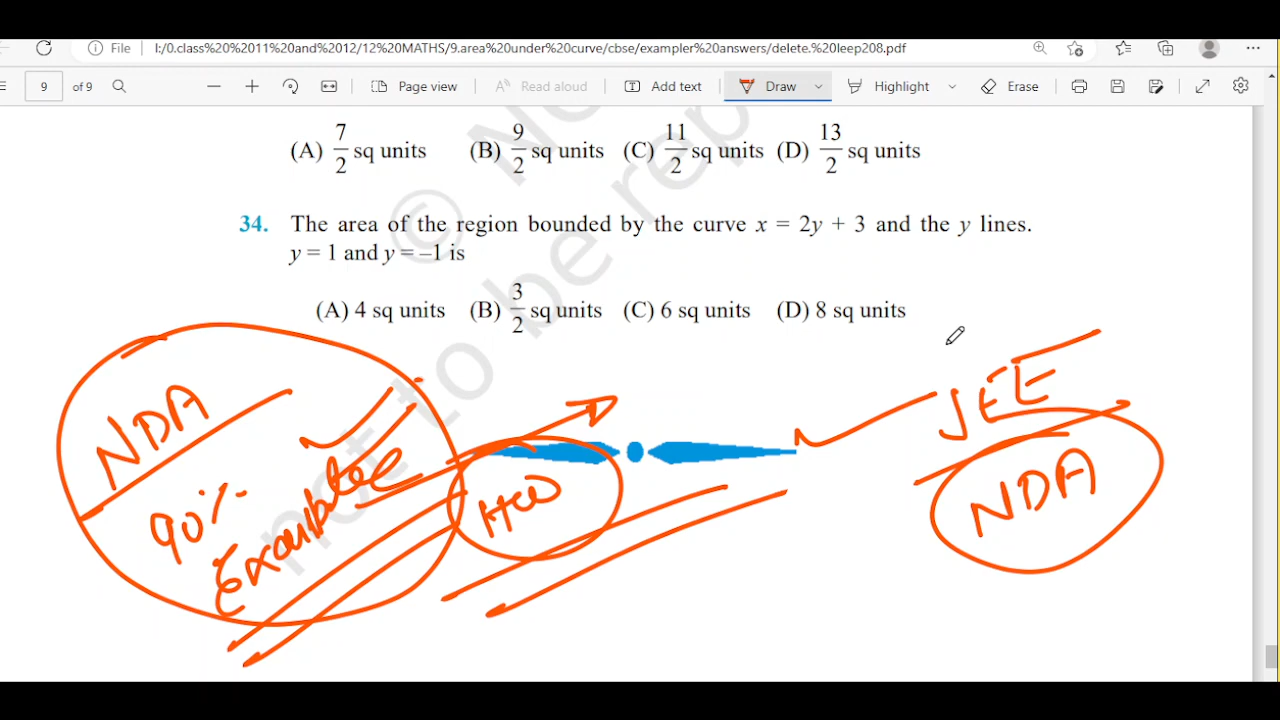 File
I:/0.class%20%2011%20and%2012/12%20MATHS/9.area%20under%20curve/cbse/exampler%20answers/delete.%20leep208.pdf
9 of 9
Page view
Read aloud
Add text
Draw
Highlight
Erase
(A) 7/2 sq units (B) 9/2 sq units (C) 11/2 sq units (D) 13/2 sq units
34. The area of the region bounded by the curve x = 2y + 3 and the y lines.
y = 1 and y = –1 is
(A) 4 sq units (B) 3/2 sq units (C) 6 sq units (D) 8 sq units
NDA
90%
HW
JEE
NDA
not to be rep